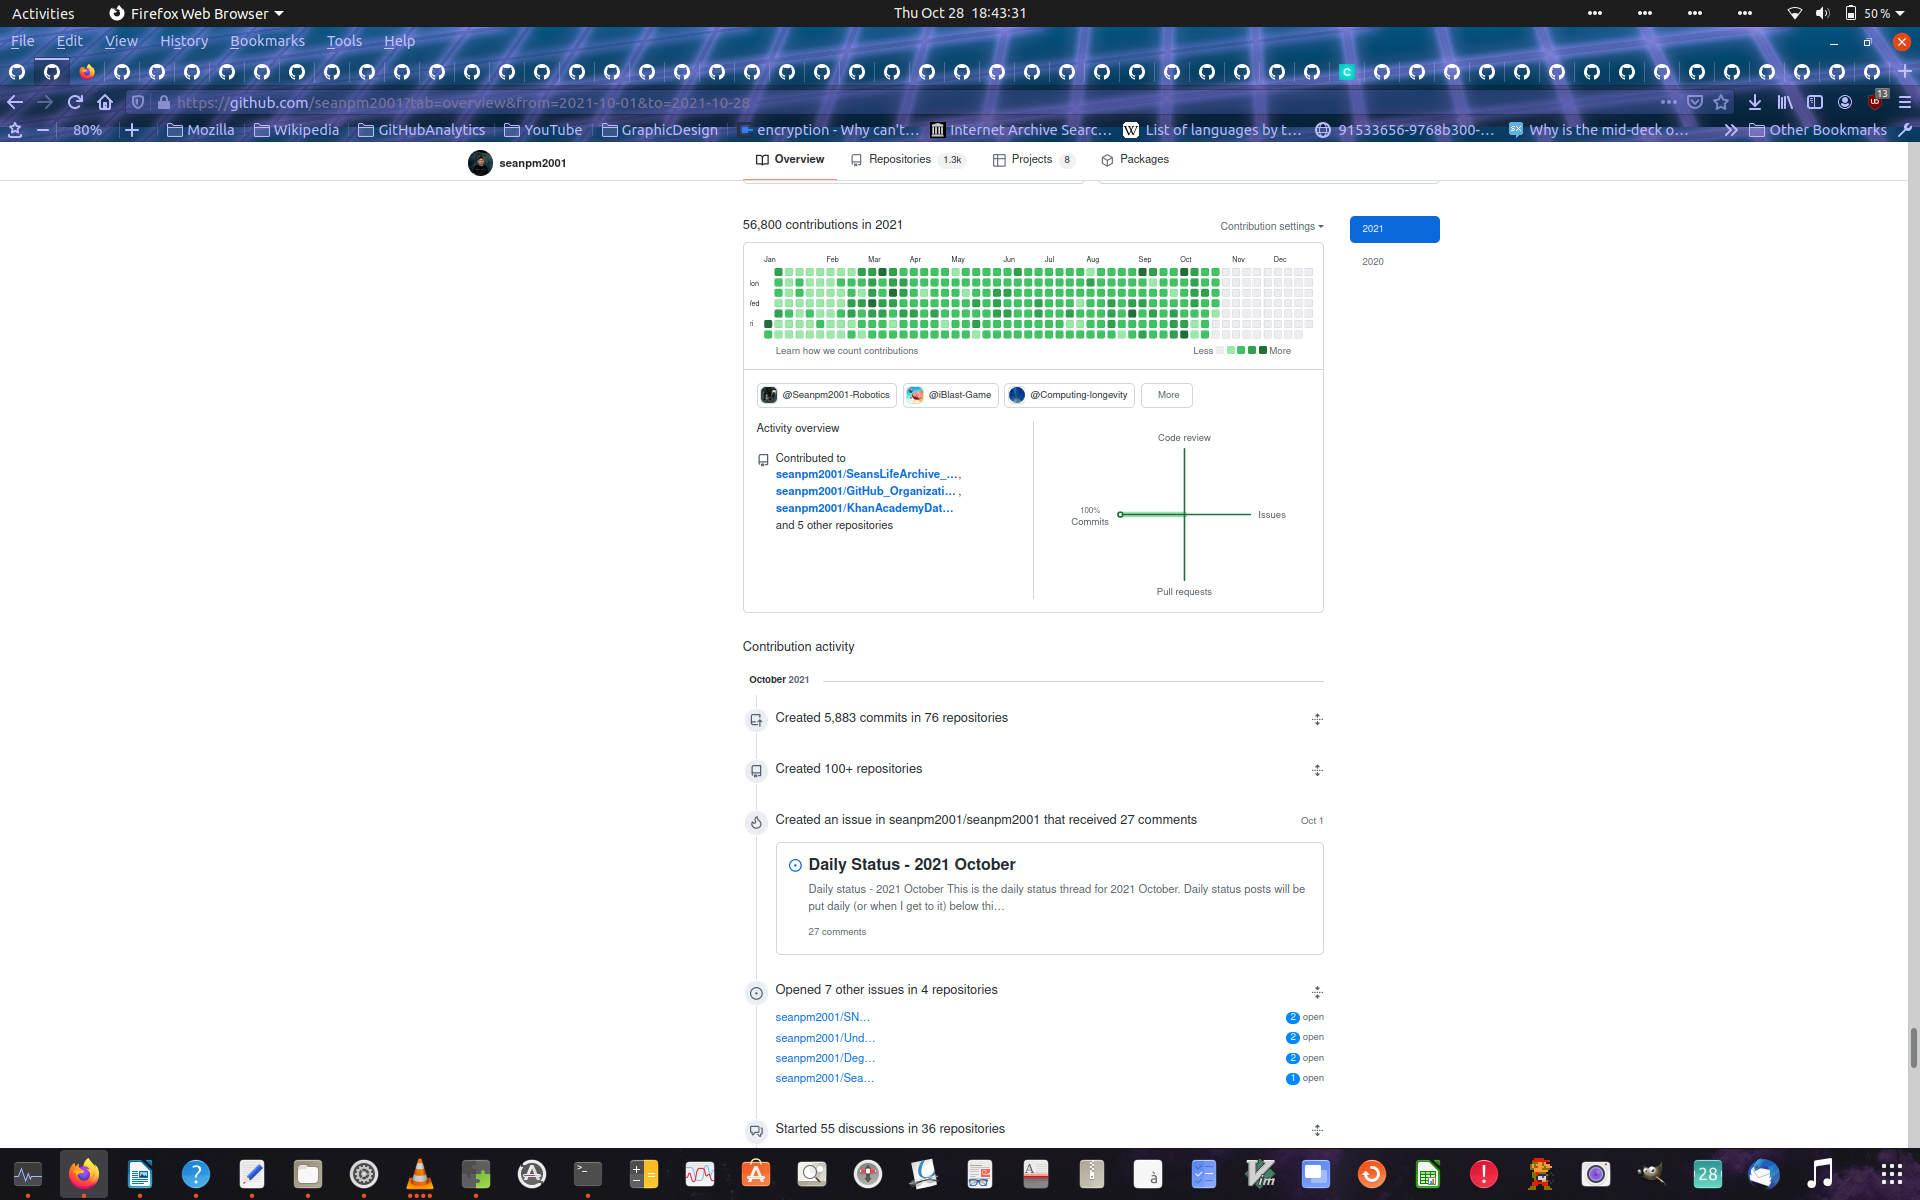 Activities Firefox Web Browser Thu Oct 28 18:43:31 50 %
File Edit View History Bookmarks Tools Help
https://github.com/seanpm2001?tab=overview&from=2021-10-01&to=2021-10-28 13
80% Mozilla Wikipedia GitHubAnalytics YouTube GraphicDesign encryption - Why can't… Internet Archive Searc… List of languages by t… 91533656-9768b300-… Why is the mid-deck o… Other Bookmarks
seanpm2001 Overview Repositories 1.3k Projects 8 Packages
56,800 contributions in 2021 Contribution settings 2021
2020
Jan Feb Mar Apr May Jun Jul Aug Sep Oct Nov Dec
Learn how we count contributions Less More
@Seanpm2001-Robotics @iBlast-Game @Computing-longevity More
Activity overview
Contributed to
seanpm2001/SeansLifeArchive_…,
seanpm2001/GitHub_Organizati… ,
seanpm2001/KhanAcademyDat…
and 5 other repositories
Code review
100%
Commits
Issues
Pull requests
Contribution activity
October 2021
Created 5,883 commits in 76 repositories
Created 100+ repositories
Created an issue in seanpm2001/seanpm2001 that received 27 comments Oct 1
Daily Status - 2021 October
Daily status - 2021 October This is the daily status thread for 2021 October. Daily status posts will be
put daily (or when I get to it) below thi…
27 comments
Opened 7 other issues in 4 repositories
seanpm2001/SN… 2 open
seanpm2001/Und… 2 open
seanpm2001/Deg… 2 open
seanpm2001/Sea… 1 open
Started 55 discussions in 36 repositories
28